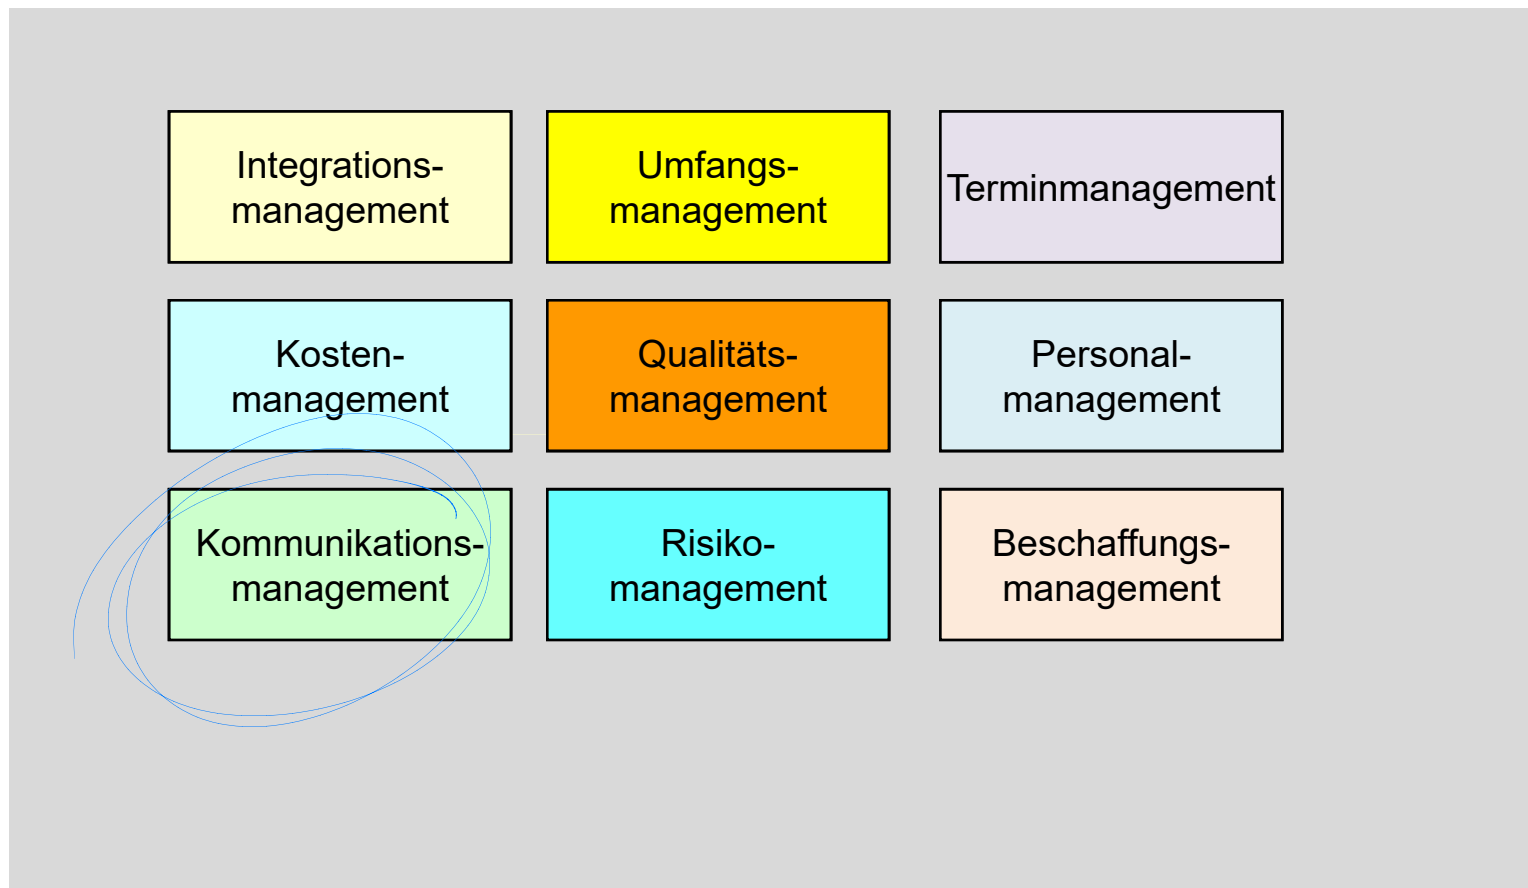 Integrations-
management
Umfangs-
management
Terminmanagement
Kosten-
management
Qualitäts-
management
Personal-
management
Kommunikations-
management
Risiko-
management
Beschaffungs-
management